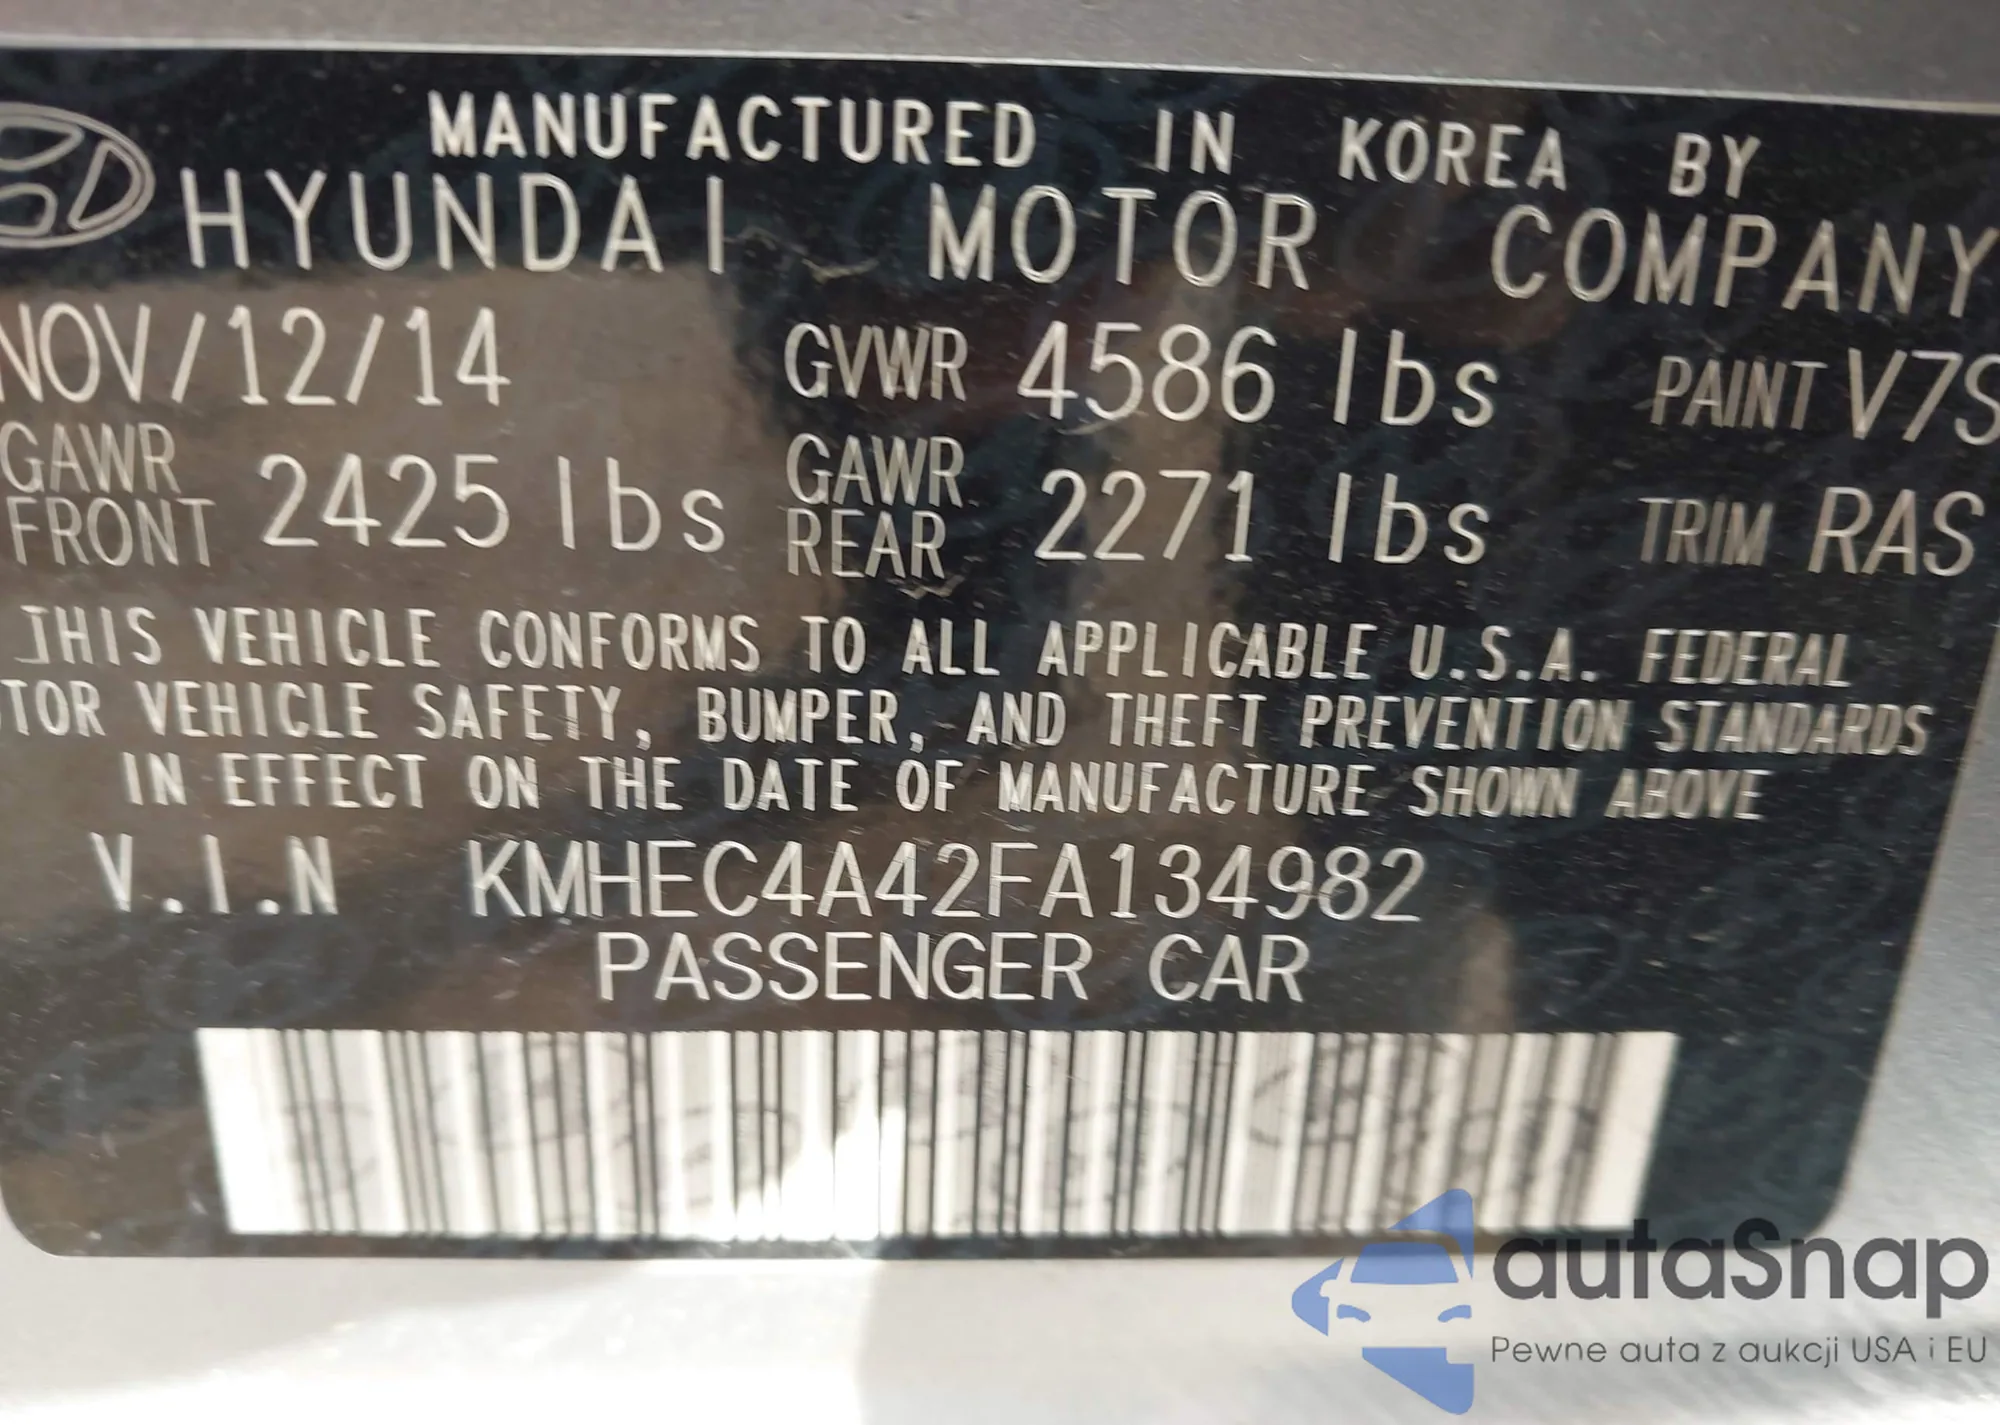 MANUFACTURED IN KOREA BY
HYUNDAI MOTOR COMPANY
NOV/12/14 GVWR 4586 lbs PAINT V7S
GAWR FRONT 2425 lbs GAWR REAR 2271 lbs TRIM RAS
THIS VEHICLE CONFORMS TO ALL APPLICABLE U.S.A. FEDERAL
TOR VEHICLE SAFETY, BUMPER, AND THEFT PREVENTION STANDARDS
IN EFFECT ON THE DATE OF MANUFACTURE SHOWN ABOVE
V.I.N KMHEC4A42FA134982
PASSENGER CAR
autaSnap
Pewne auta z aukcji USA i EU